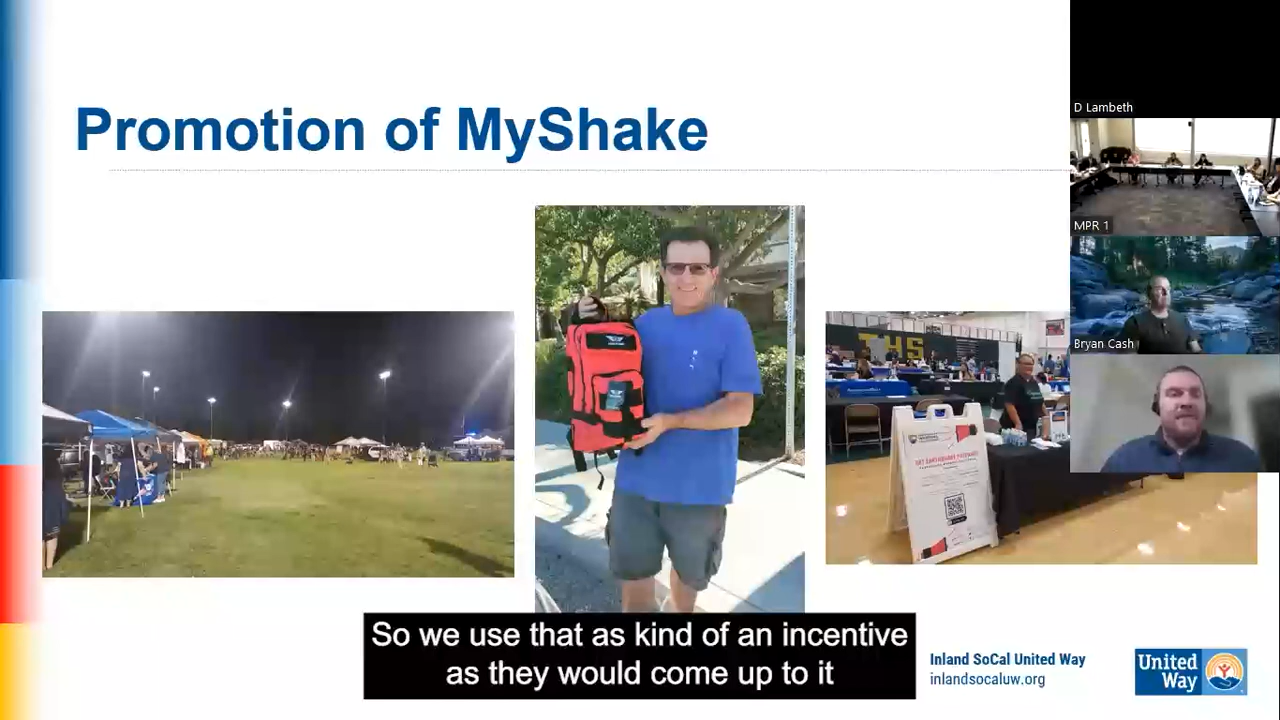 Promotion of MyShake
D Lambeth
MPR 1
Bryan Cash
THS
So we use that as kind of an incentive
as they would come up to it
Inland SoCal United Way
inlandsocaluw.org
United
Way